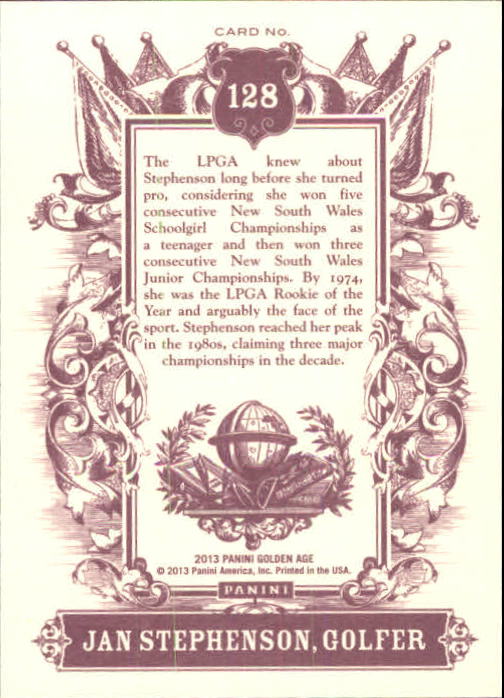 CARD No.
128
The LPGA knew about
Stephenson long before she turned
pro, considering she won five
consecutive New South Wales
Schoolgirl Championships as
a teenager and then won three
consecutive New South Wales
Junior Championships. By 1974,
she was the LPGA Rookie of the
Year and arguably the face of the
sport. Stephenson reached her peak
in the 1980s, claiming three major
championships in the decade.
2013 PANINI GOLDEN AGE
© 2013 Panini America, Inc. Printed in the USA.
PANINI
JAN STEPHENSON, GOLFER